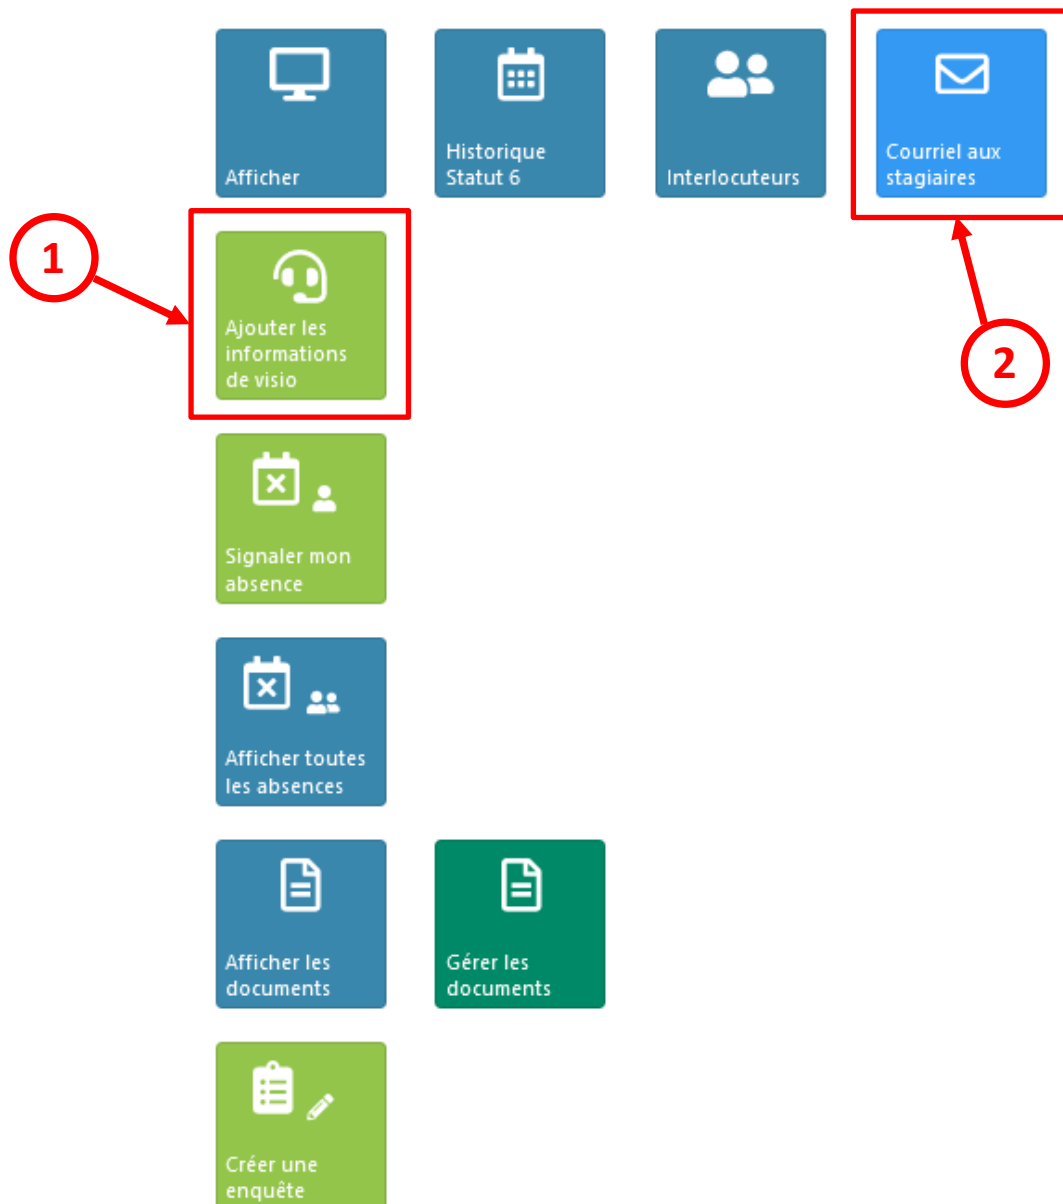 Afficher
Historique
Statut 6
Interlocuteurs
Courriel aux
stagiaires
1
Ajouter les
informations
de visio
2
Signaler mon
absence
Afficher toutes
les absences
Afficher les
documents
Gérer les
documents
Créer une
enquête